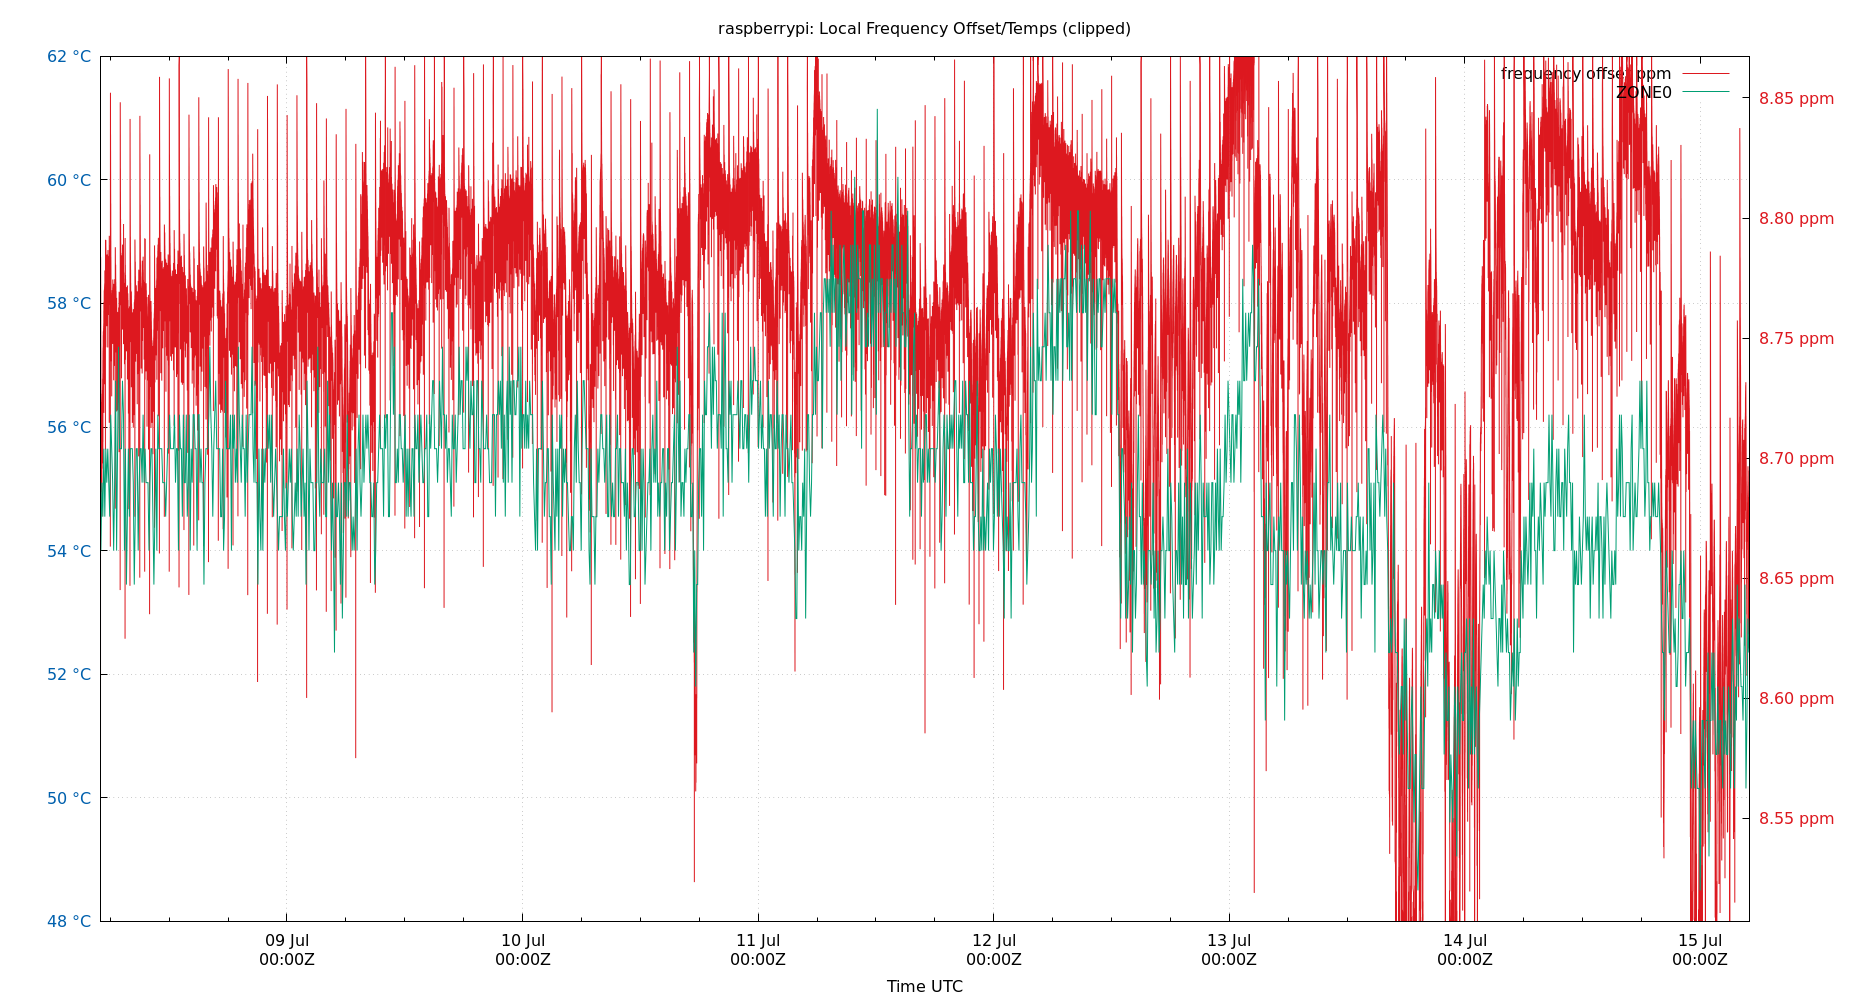 raspberrypi: Local Frequency Offset/Temps (clipped)
62 °C
60 °C
58 °C
56 °C
54 °C
52 °C
50 °C
48 °C
frequency offset ppm
ZONE0
8.85 ppm
8.80 ppm
8.75 ppm
8.70 ppm
8.65 ppm
8.60 ppm
8.55 ppm
09 Jul
00:00Z
10 Jul
00:00Z
11 Jul
00:00Z
12 Jul
00:00Z
13 Jul
00:00Z
14 Jul
00:00Z
15 Jul
00:00Z
Time UTC